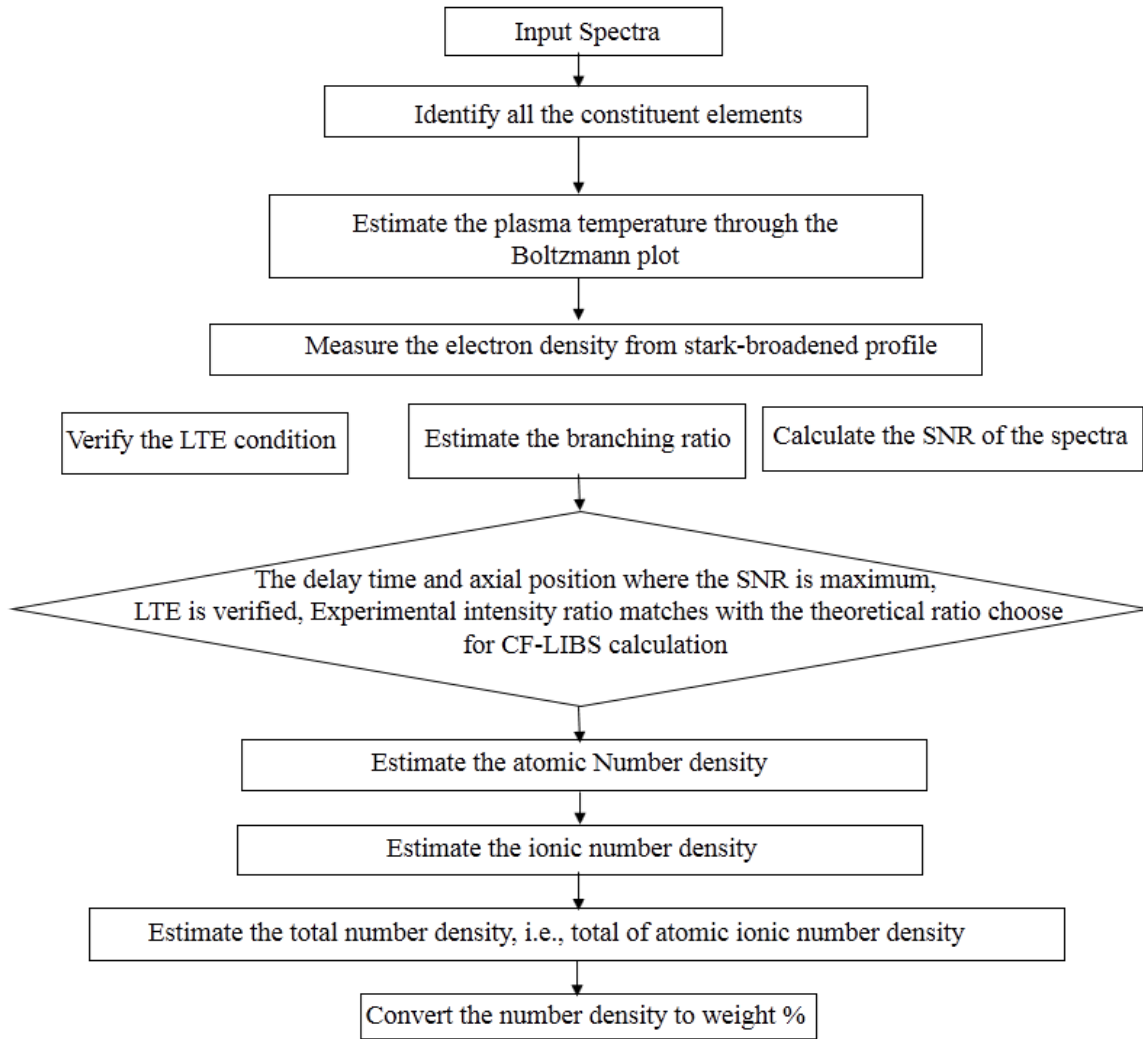 Input Spectra
Identify all the constituent elements
Estimate the plasma temperature through the
Boltzmann plot
Measure the electron density from stark-broadened profile
Verify the LTE condition
Estimate the branching ratio
Calculate the SNR of the spectra
The delay time and axial position where the SNR is maximum,
LTE is verified, Experimental intensity ratio matches with the theoretical ratio choose
for CF-LIBS calculation
Estimate the atomic Number density
Estimate the ionic number density
Estimate the total number density, i.e., total of atomic ionic number density
Convert the number density to weight %